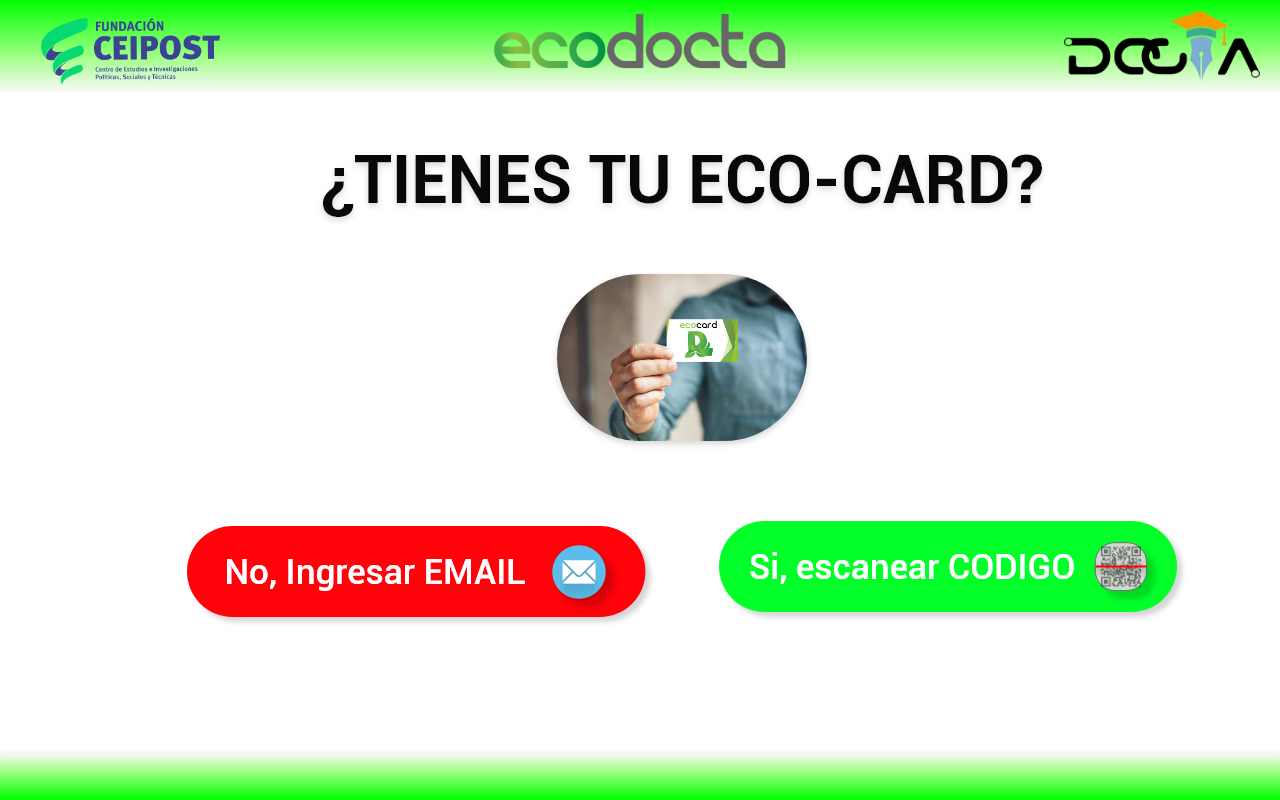 FUNDACIÓN
CEIPOST
Centro de Estudios e Investigaciones
Políticas, Sociales y Técnicas
ecodocta
DOCTA
¿TIENES TU ECO-CARD?
ecocard
No, Ingresar EMAIL
Si, escanear CODIGO